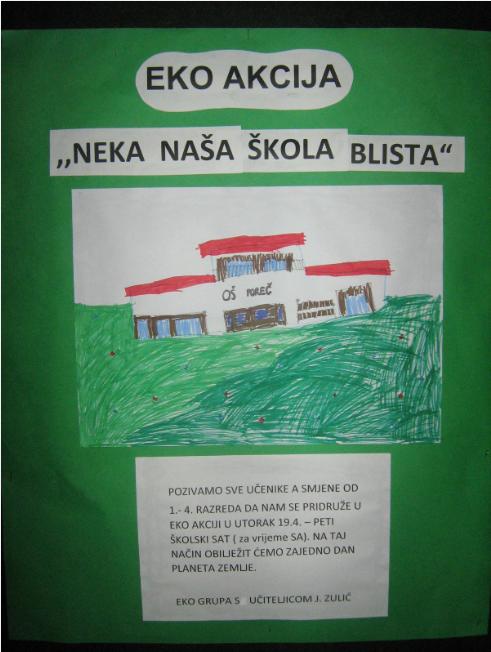 EKO AKCIJA
,,NEKA NAŠA ŠKOLA BLISTA“
OŠ POREČ
POZIVAMO SVE UČENIKE A SMJENE OD
1.- 4. RAZREDA DA NAM SE PRIDRUŽE U
EKO AKCIJI U UTORAK 19.4. – PETI
ŠKOLSKI SAT ( za vrijeme SA). NA TAJ
NAČIN OBILJEŽIT ĆEMO ZAJEDNO DAN
PLANETA ZEMLJE.
EKO GRUPA S UČITELJICOM J. ZULIĆ